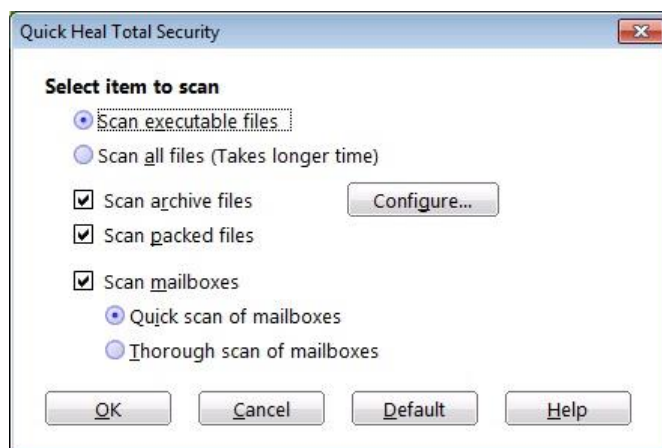 Quick Heal Total Security
Select item to scan
Scan executable files
Scan all files (Takes longer time)
Scan archive files
Configure...
Scan packed files
Scan mailboxes
Quick scan of mailboxes
Thorough scan of mailboxes
OK
Cancel
Default
Help